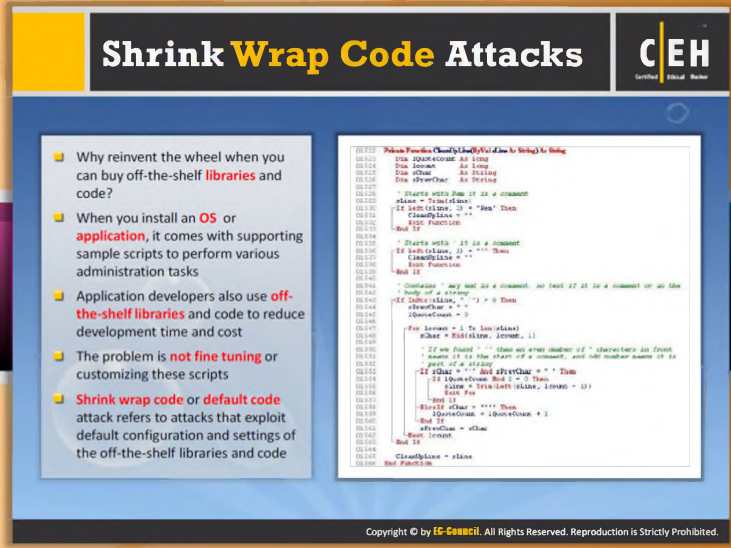 Shrink Wrap Code Attacks
CEH
Certified Ethical Hacker
Why reinvent the wheel when you
can buy off-the-shelf libraries and
code?
When you install an OS or
application, it comes with supporting
sample scripts to perform various
administration tasks
Application developers also use off-
the-shelf libraries and code to reduce
development time and cost
The problem is not fine tuning or
customizing these scripts
Shrink wrap code or default code
attack refers to attacks that exploit
default configuration and settings of
the off-the-shelf libraries and code
Private Function CleanUpLine(ByVal sLine As String) As String
Dim lQuoteCount As Long
Dim lcount As Long
Dim sChar As String
Dim sPrevChar As String
' Starts with Rem it is a comment
sLine = Trim(sLine)
If Left(sLine, 3) = "Rem" Then
CleanUpLine = ""
Exit Function
End If
' Starts with ' it is a comment
If Left(sLine, 1) = "'" Then
CleanUpLine = ""
Exit Function
End If
' Contains ' may end in a comment, so test if it is a comment or in the
' body of a string
If InStr(sLine, "'") > 0 Then
sPrevChar = " "
lQuoteCount = 0
For lcount = 1 To Len(sLine)
sChar = Mid(sLine, lcount, 1)
' If we found " '" then an even number of " characters in front
' means it is the start of a comment, and odd number means it is
' part of a string
If sChar = "'" And sPrevChar = " " Then
If lQuoteCount Mod 2 = 0 Then
sLine = Trim(Left(sLine, lcount - 1))
Exit For
End If
ElseIf sChar = """" Then
lQuoteCount = lQuoteCount + 1
End If
sPrevChar = sChar
Next lcount
End If
CleanUpLine = sLine
End Function
Copyright © by EC-Council. All Rights Reserved. Reproduction is Strictly Prohibited.